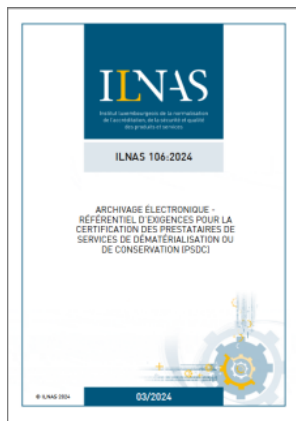 ILNAS
Institut luxembourgeois de la normalisation
de l'accréditation, de la sécurité et qualité
des produits et services
ILNAS 106:2024
ARCHIVAGE ÉLECTRONIQUE -
RÉFÉRENTIEL D'EXIGENCES POUR LA
CERTIFICATION DES PRESTATAIRES DE
SERVICES DE DÉMATÉRIALISATION OU
DE CONSERVATION (PSDC)
© ILNAS 2024
03/2024